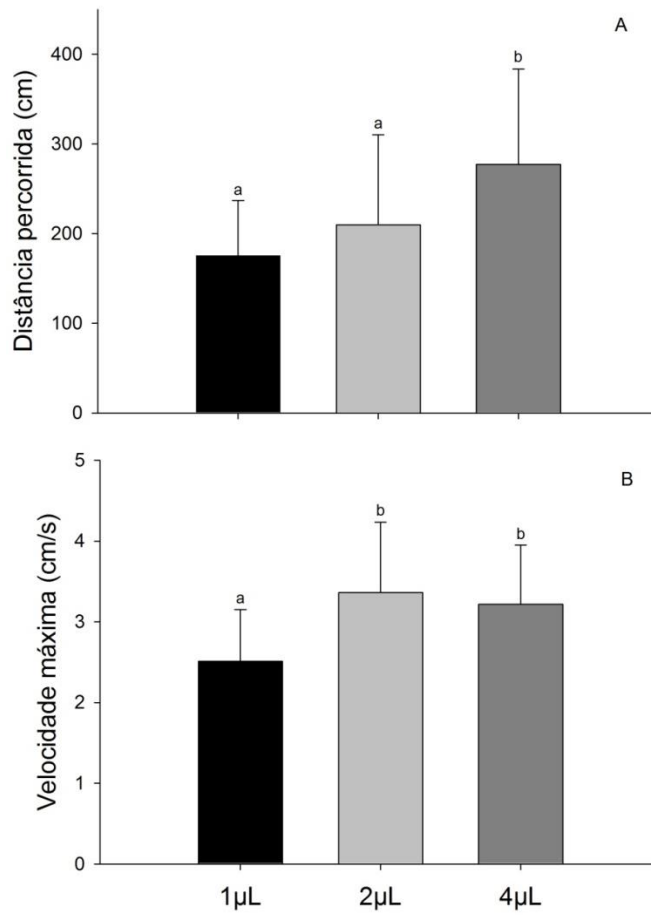 A
Distância percorrida (cm)
400
300
200
100
0
a
a
b
B
Velocidade máxima (cm/s)
5
4
3
2
1
0
a
b
b
1µL 2µL 4µL